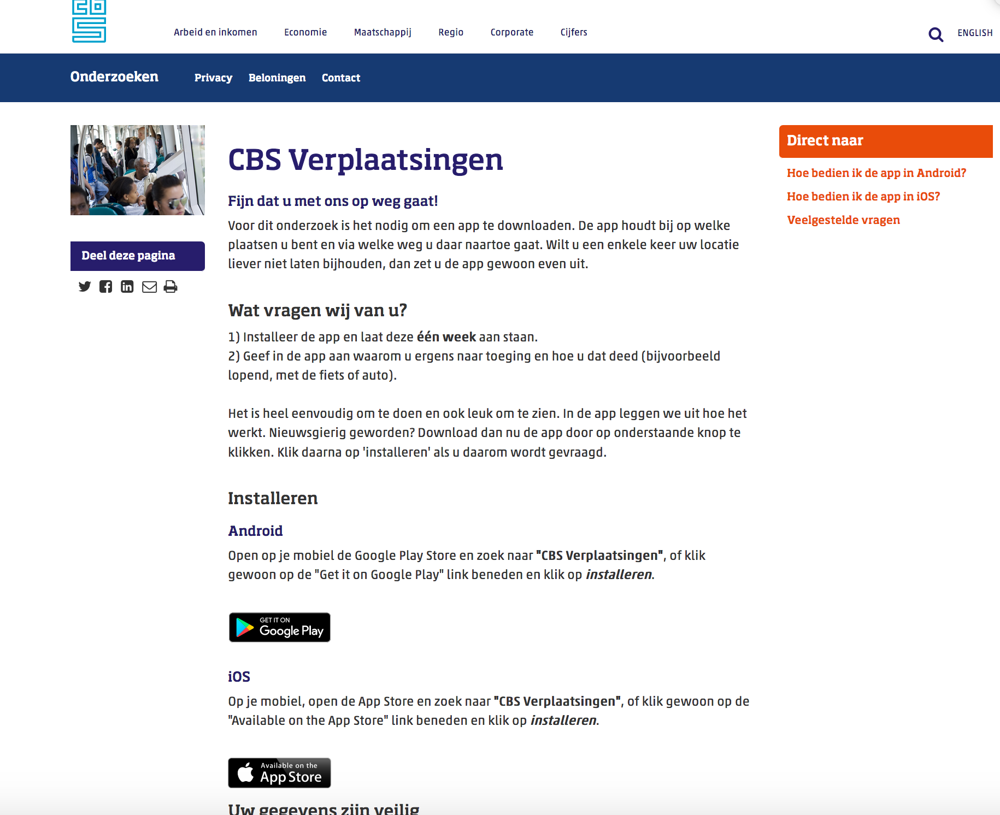 cbs
Arbeid en inkomen Economie Maatschappij Regio Corporate Cijfers ENGLISH
Onderzoeken Privacy Beloningen Contact
CBS Verplaatsingen
Fijn dat u met ons op weg gaat!
Voor dit onderzoek is het nodig om een app te downloaden. De app houdt bij op welke
plaatsen u bent en via welke weg u daar naartoe gaat. Wilt u een enkele keer uw locatie
liever niet laten bijhouden, dan zet u de app gewoon even uit.
Wat vragen wij van u?
1) Installeer de app en laat deze één week aan staan.
2) Geef in de app aan waarom u ergens naar toeging en hoe u dat deed (bijvoorbeeld
lopend, met de fiets of auto).
Het is heel eenvoudig om te doen en ook leuk om te zien. In de app leggen we uit hoe het
werkt. Nieuwsgierig geworden? Download dan nu de app door op onderstaande knop te
klikken. Klik daarna op 'installeren' als u daarom wordt gevraagd.
Installeren
Android
Open op je mobiel de Google Play Store en zoek naar "CBS Verplaatsingen", of klik
gewoon op de "Get it on Google Play" link beneden en klik op installeren.
GET IT ON
Google Play
iOS
Op je mobiel, open de App Store en zoek naar "CBS Verplaatsingen", of klik gewoon op de
"Available on the App Store" link beneden en klik op installeren.
Available on the
App Store
Uw gegevens zijn veilig
Deel deze pagina
Direct naar
Hoe bedien ik de app in Android?
Hoe bedien ik de app in iOS?
Veelgestelde vragen